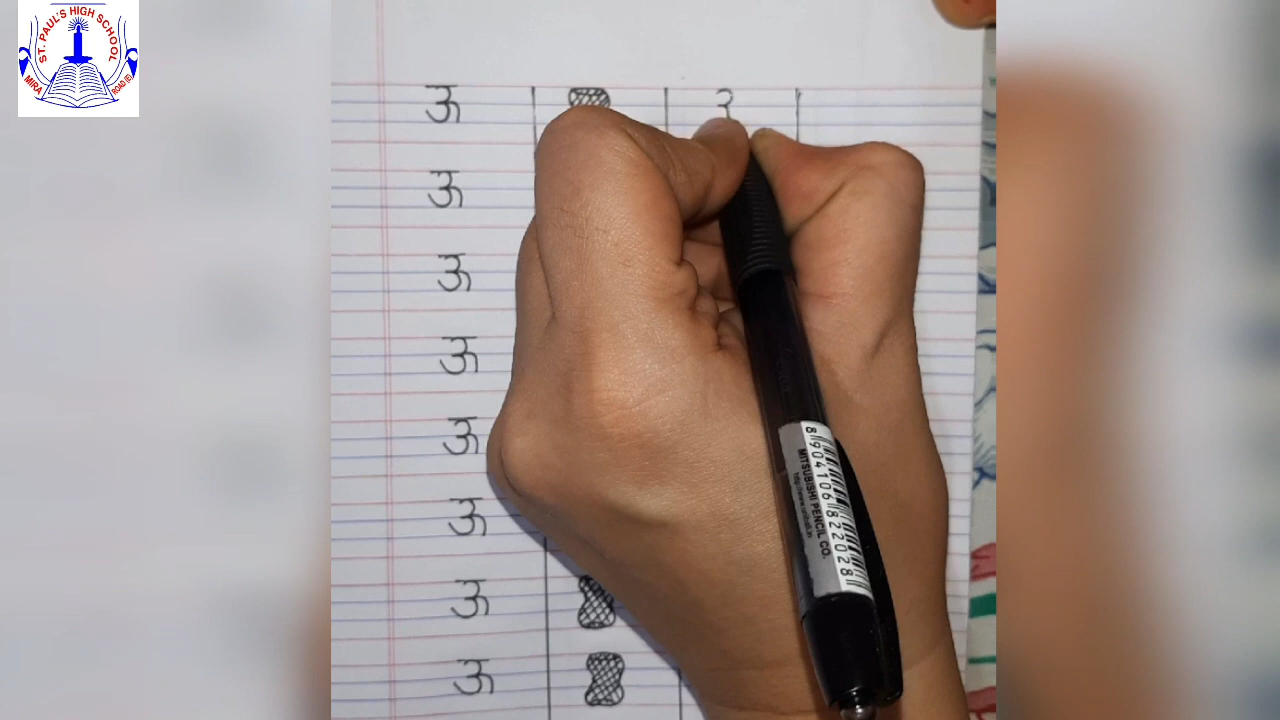 ST. PAUL'S HIGH SCHOOL
MIRA ROAD (E)
ऊ
ऊ
ऊ
ऊ
ऊ
ऊ
ऊ
ऊ
8904106822028
MITSUBISHI PENCIL CO.